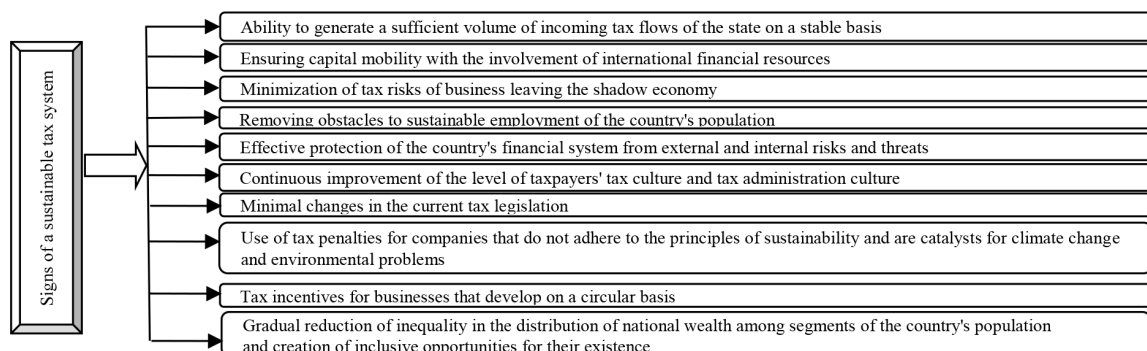 Signs of a sustainable tax system
Ability to generate a sufficient volume of incoming tax flows of the state on a stable basis
Ensuring capital mobility with the involvement of international financial resources
Minimization of tax risks of business leaving the shadow economy
Removing obstacles to sustainable employment of the country's population
Effective protection of the country's financial system from external and internal risks and threats
Continuous improvement of the level of taxpayers' tax culture and tax administration culture
Minimal changes in the current tax legislation
Use of tax penalties for companies that do not adhere to the principles of sustainability and are catalysts for climate change
and environmental problems
Tax incentives for businesses that develop on a circular basis
Gradual reduction of inequality in the distribution of national wealth among segments of the country's population
and creation of inclusive opportunities for their existence